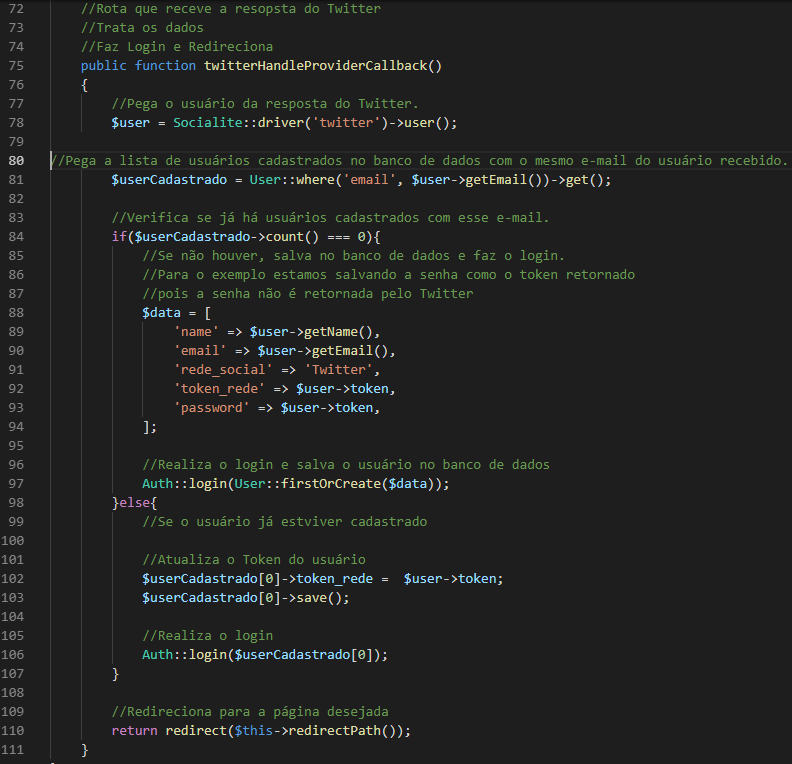 72 //Rota que receve a resopsta do Twitter
73 //Trata os dados
74 //Faz Login e Redireciona
75 public function twitterHandleProviderCallback()
76 {
77 //Pega o usuário da resposta do Twitter.
78 $user = Socialite::driver('twitter')->user();
79
80 //Pega a lista de usuários cadastrados no banco de dados com o mesmo e-mail do usuário recebido.
81 $userCadastrado = User::where('email', $user->getEmail())->get();
82
83 //Verifica se já há usuários cadastrados com esse e-mail.
84 if($userCadastrado->count() === 0){
85 //Se não houver, salva no banco de dados e faz o login.
86 //Para o exemplo estamos salvando a senha como o token retornado
87 //pois a senha não é retornada pelo Twitter
88 $data = [
89 'name' => $user->getName(),
90 'email' => $user->getEmail(),
91 'rede_social' => 'Twitter',
92 'token_rede' => $user->token,
93 'password' => $user->token,
94 ];
95
96 //Realiza o login e salva o usuário no banco de dados
97 Auth::login(User::firstOrCreate($data));
98 }else{
99 //Se o usuário já estviver cadastrado
100
101 //Atualiza o Token do usuário
102 $userCadastrado[0]->token_rede =  $user->token;
103 $userCadastrado[0]->save();
104
105 //Realiza o login
106 Auth::login($userCadastrado[0]);
107 }
108
109 //Redireciona para a página desejada
110 return redirect($this->redirectPath());
111 }